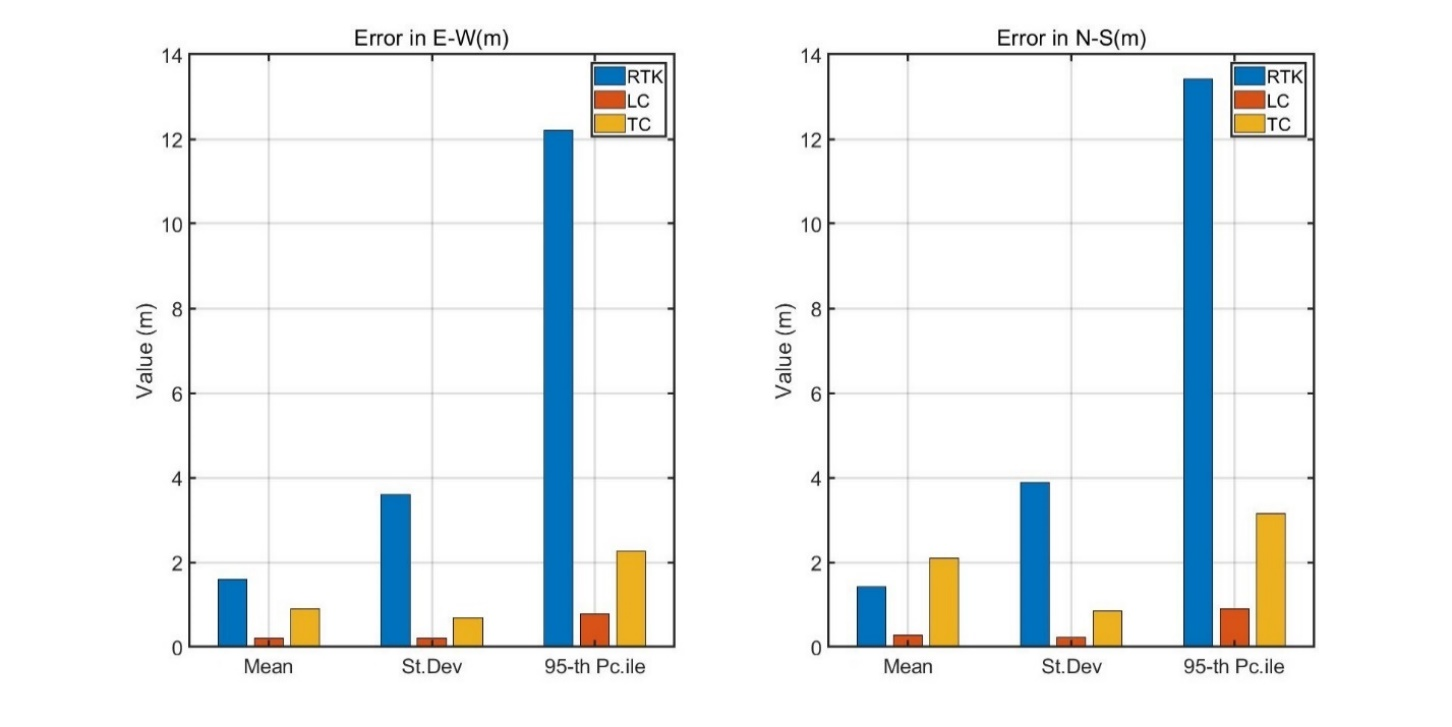 Error in E-W(m)
14
12
10
8
6
4
2
0
Value (m)
RTK
LC
TC
Mean
St.Dev
95-th Pc.ile
Error in N-S(m)
14
12
10
8
6
4
2
0
Value (m)
RTK
LC
TC
Mean
St.Dev
95-th Pc.ile